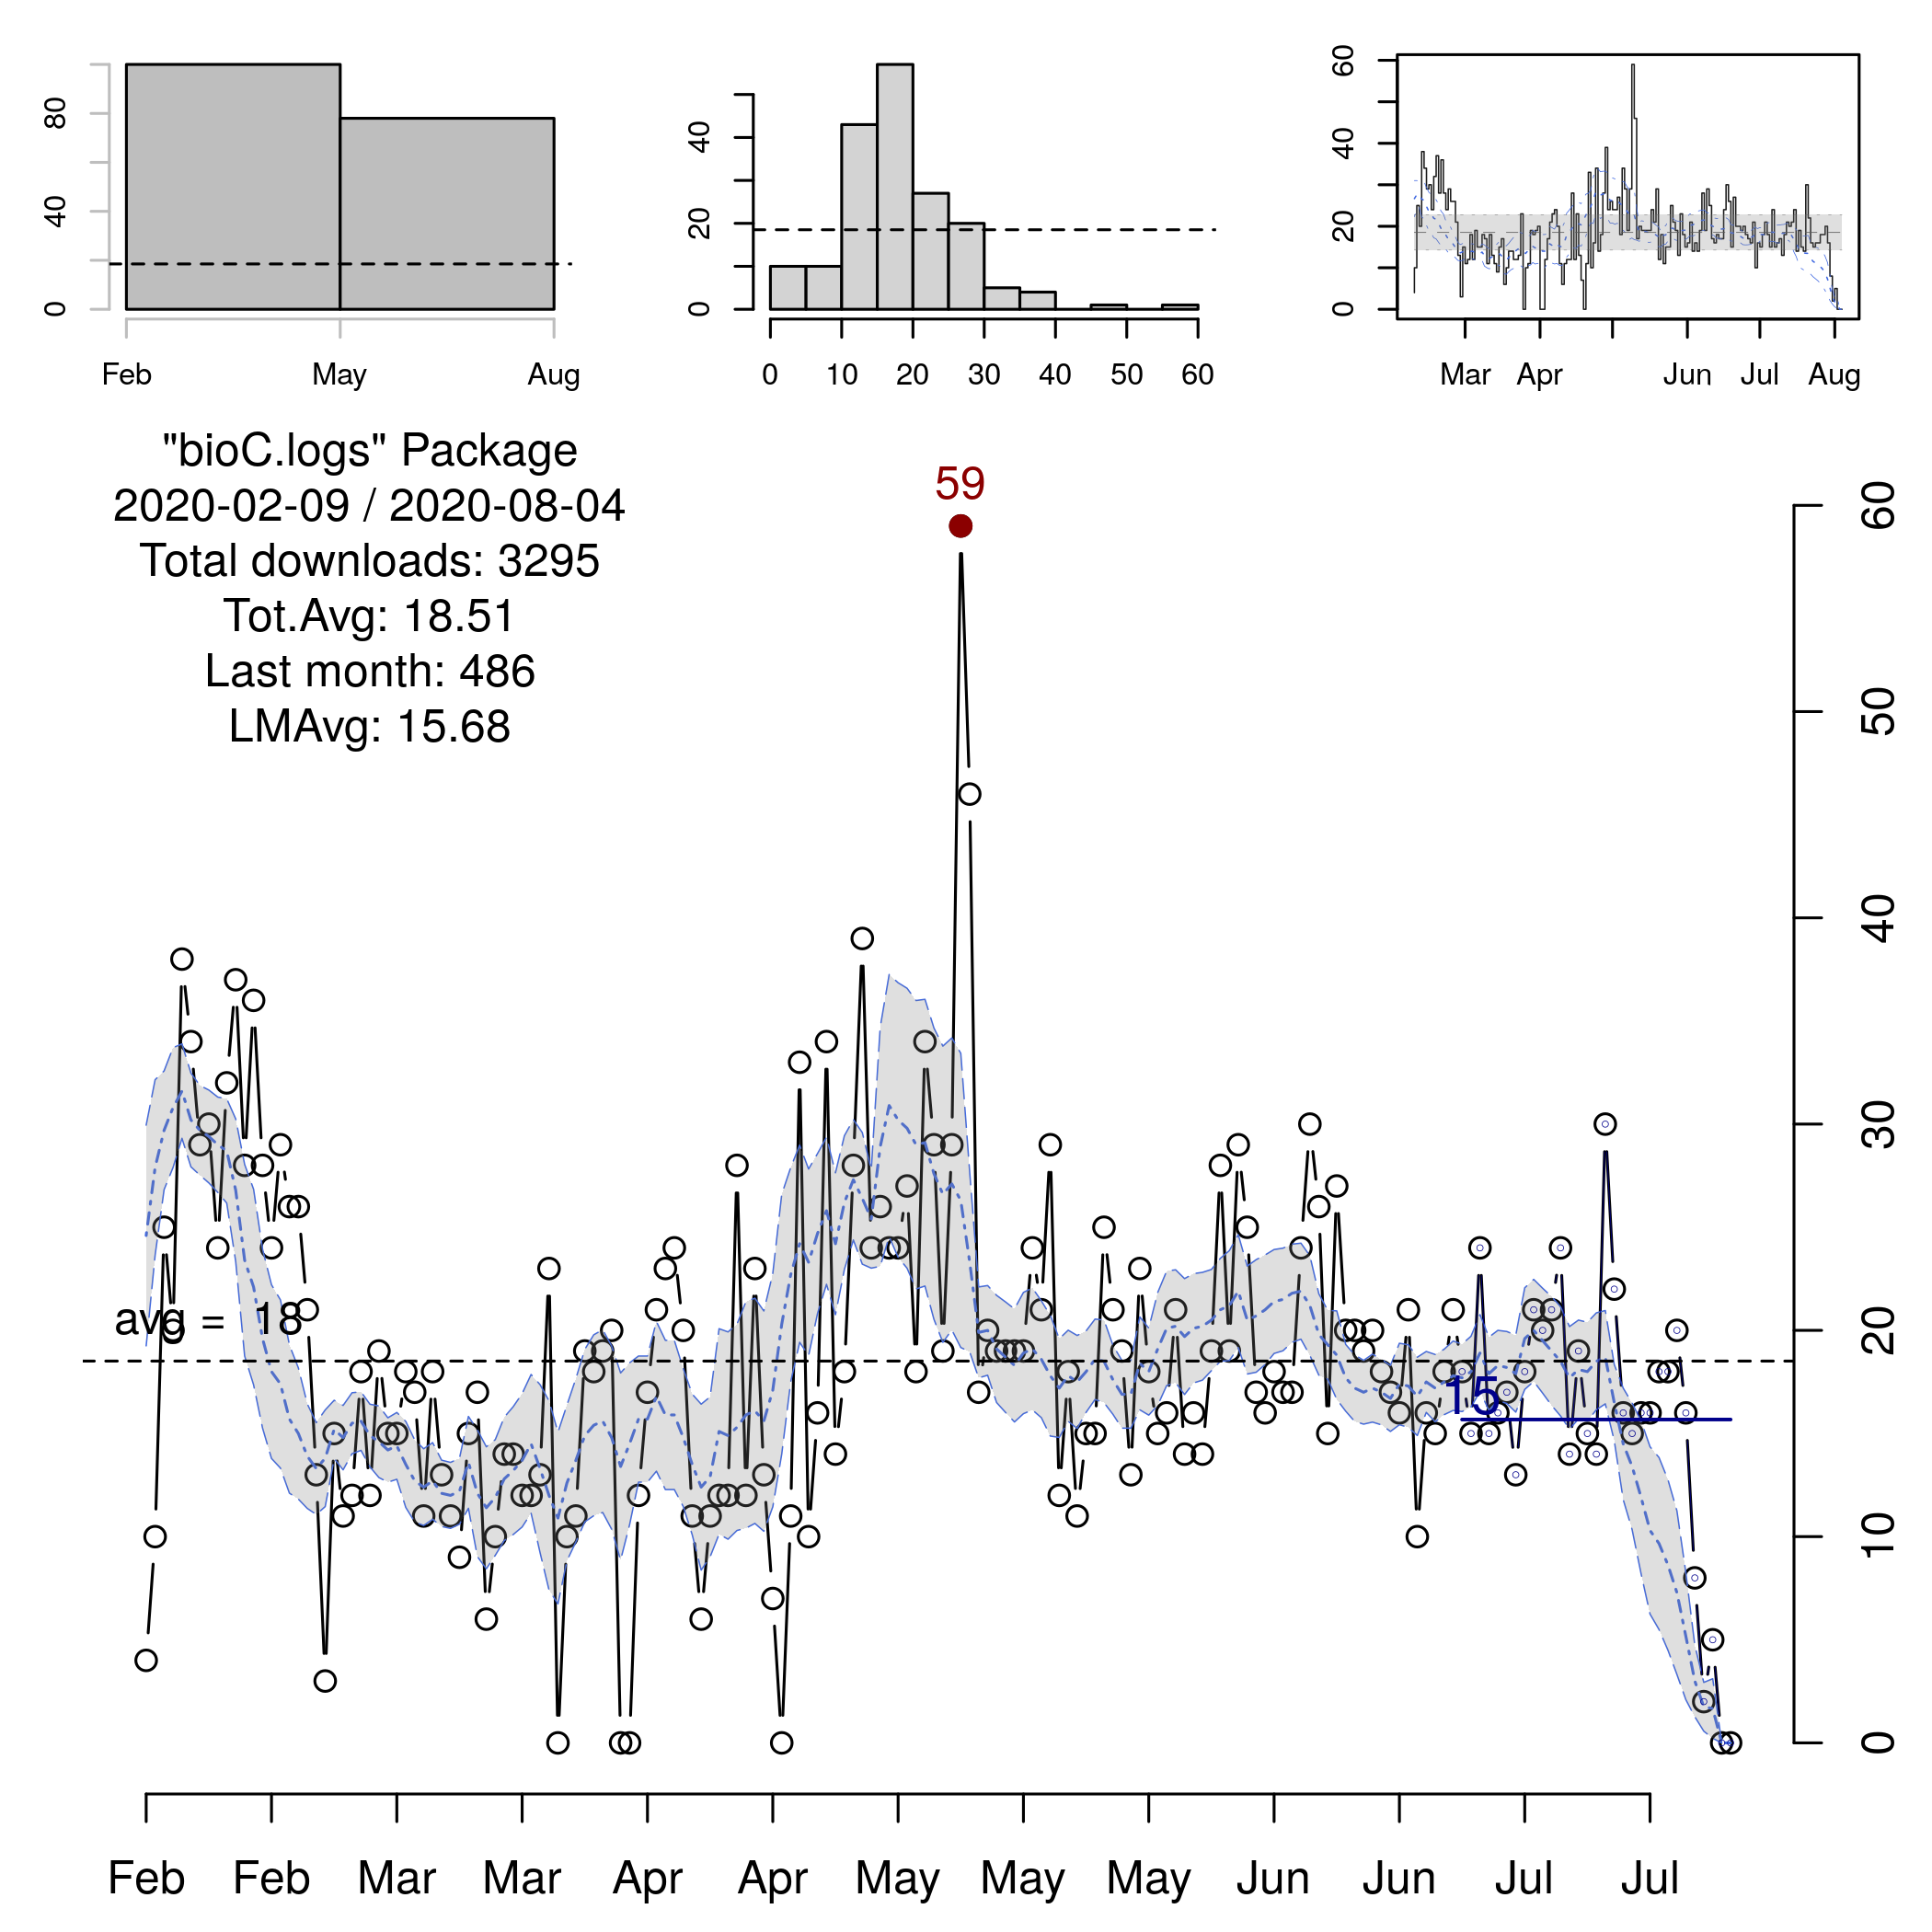 80
40
0
Feb May Aug
40
20
0
0 10 20 30 40 50 60
60
40
20
0
Mar Apr Jun Jul Aug
"bioC.logs" Package
2020-02-09 / 2020-08-04
Total downloads: 3295
Tot.Avg: 18.51
Last month: 486
LMAvg: 15.68
59
avg = 18
15
60
50
40
30
20
10
0
Feb Feb Mar Mar Apr Apr May May May Jun Jun Jul Jul